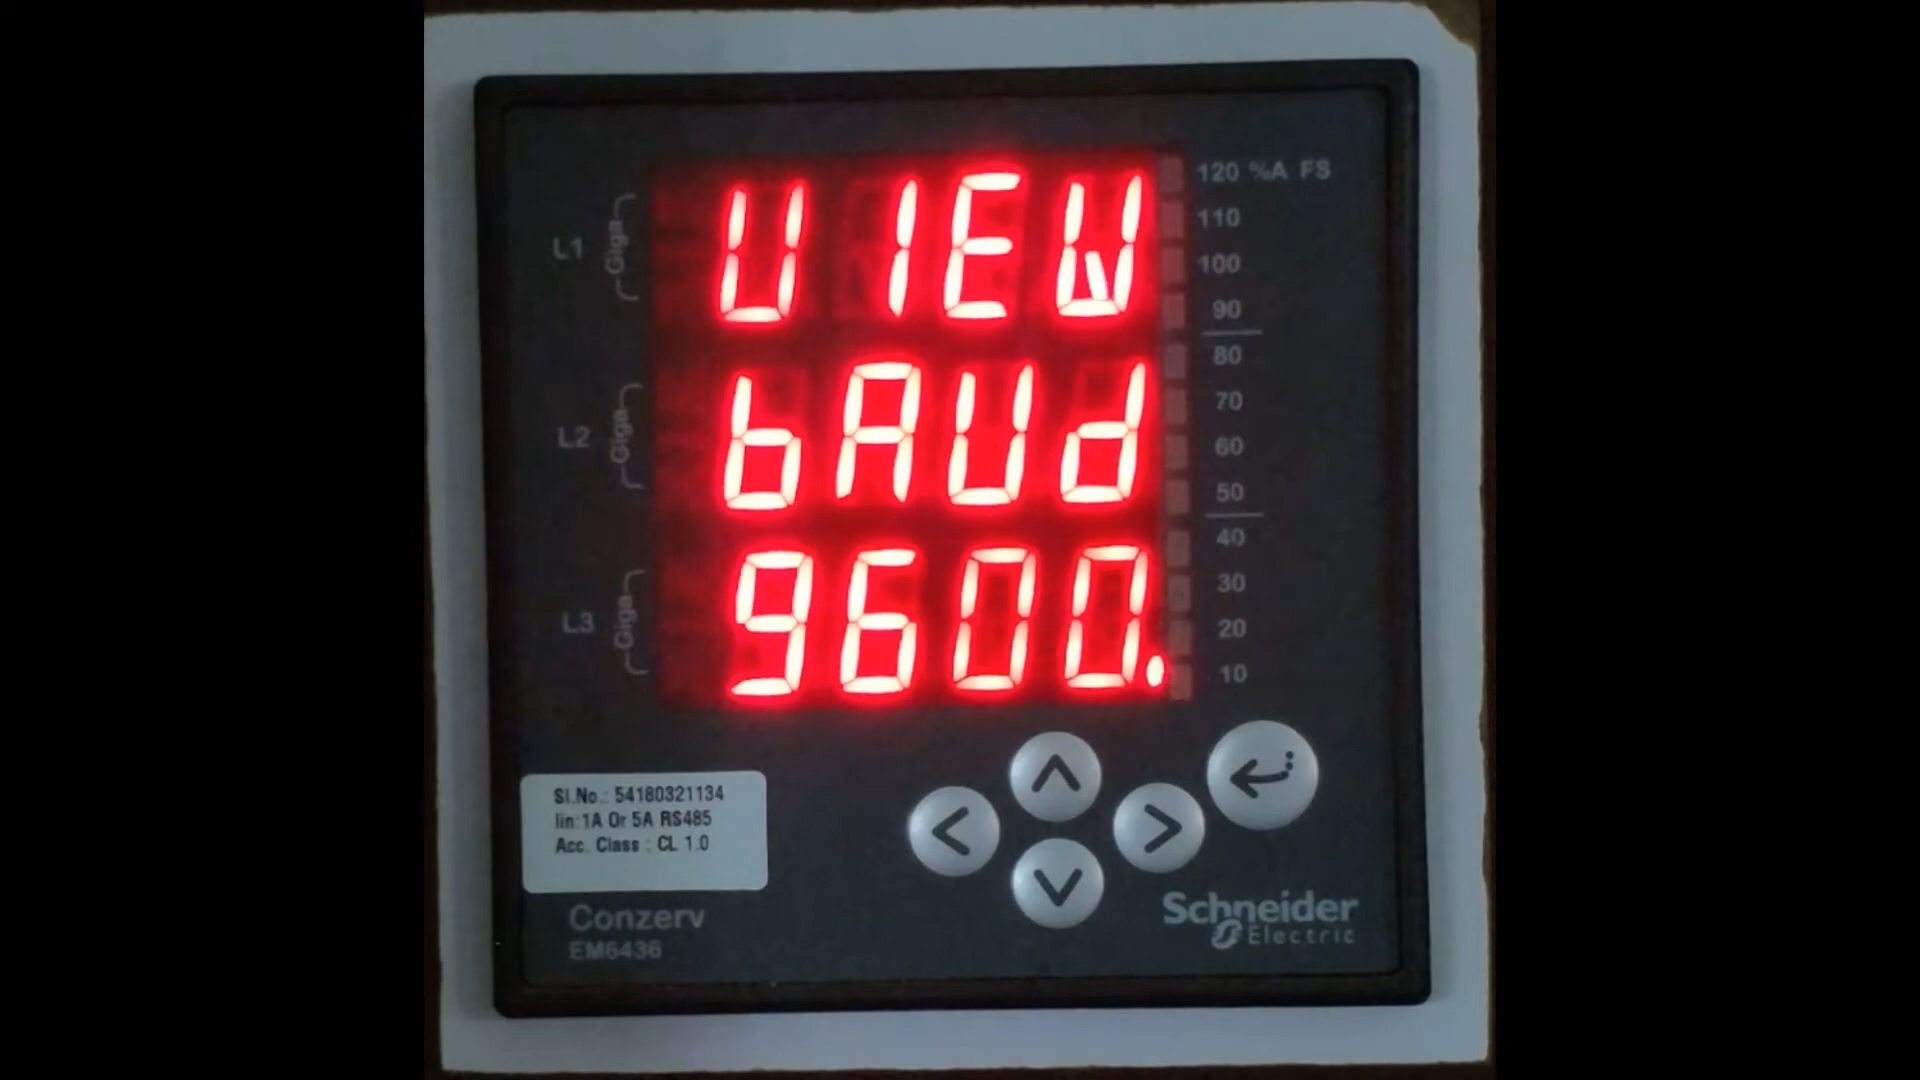 VIEW
bAUd
9600.
L1
Giga
L2
Giga
L3
Giga
120 %A FS
110
100
90
80
70
60
50
40
30
20
10
Sl.No.: 54180321134
Iin:1A Or 5A RS485
Acc. Class : CL 1.0
Conzerv
EM6436
Schneider
Electric